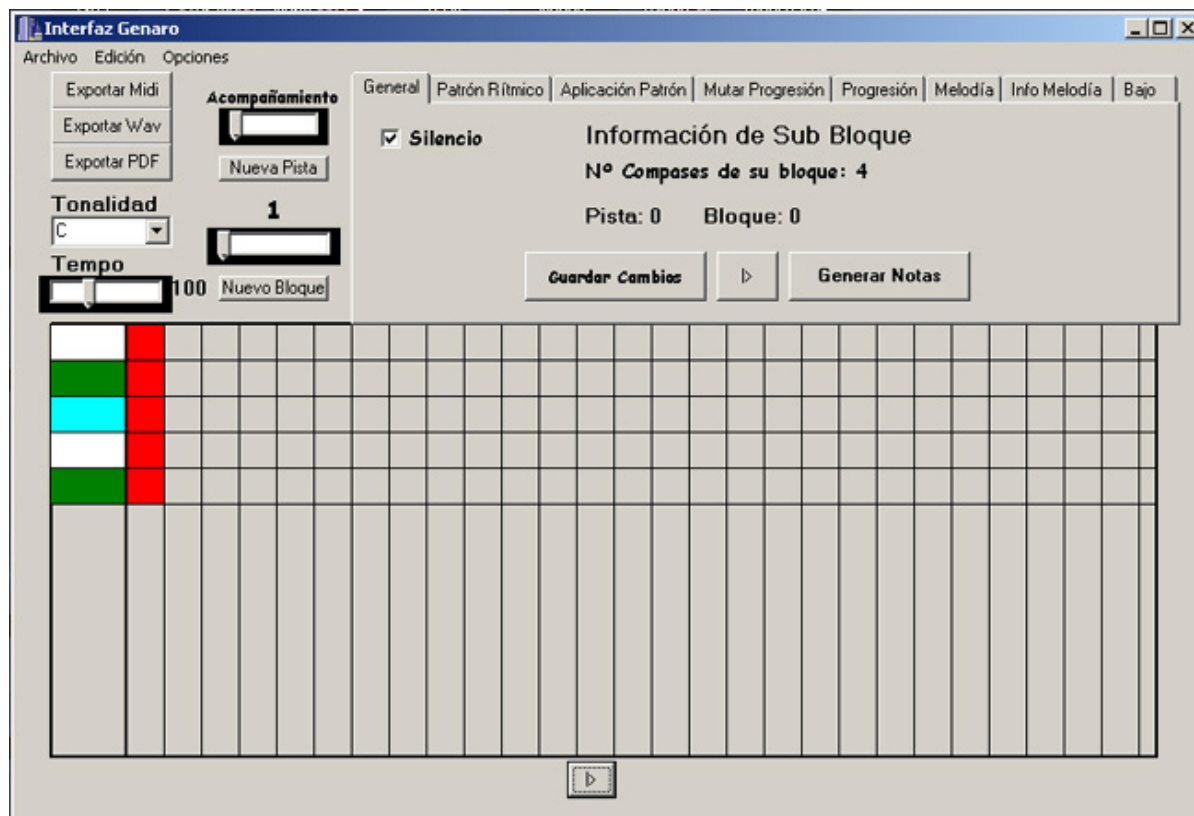 Interfaz Genaro
Archivo Edición Opciones
Exportar Midi
Exportar Wav
Exportar PDF
Tonalidad
C
Tempo
100
Acompañamiento
Nueva Pista
1
Nuevo Bloque
General Patrón Rítmico Aplicación Patrón Mutar Progresión Progresión Melodía Info Melodía Bajo
Silencio
Información de Sub Bloque
Nº Compases de su bloque: 4
Pista: 0 Bloque: 0
Guardar Cambios
Generar Notas